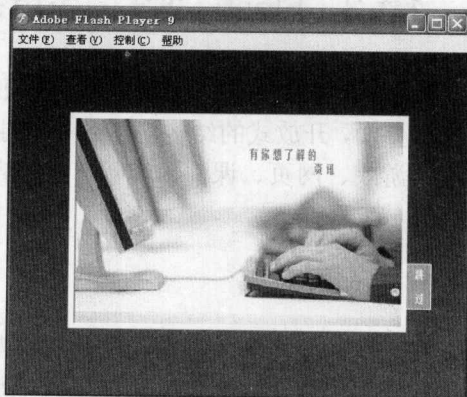 Adobe Flash Player 9
文件(F) 查看(V) 控制(C) 帮助
有你想了解的
资讯
跳
过